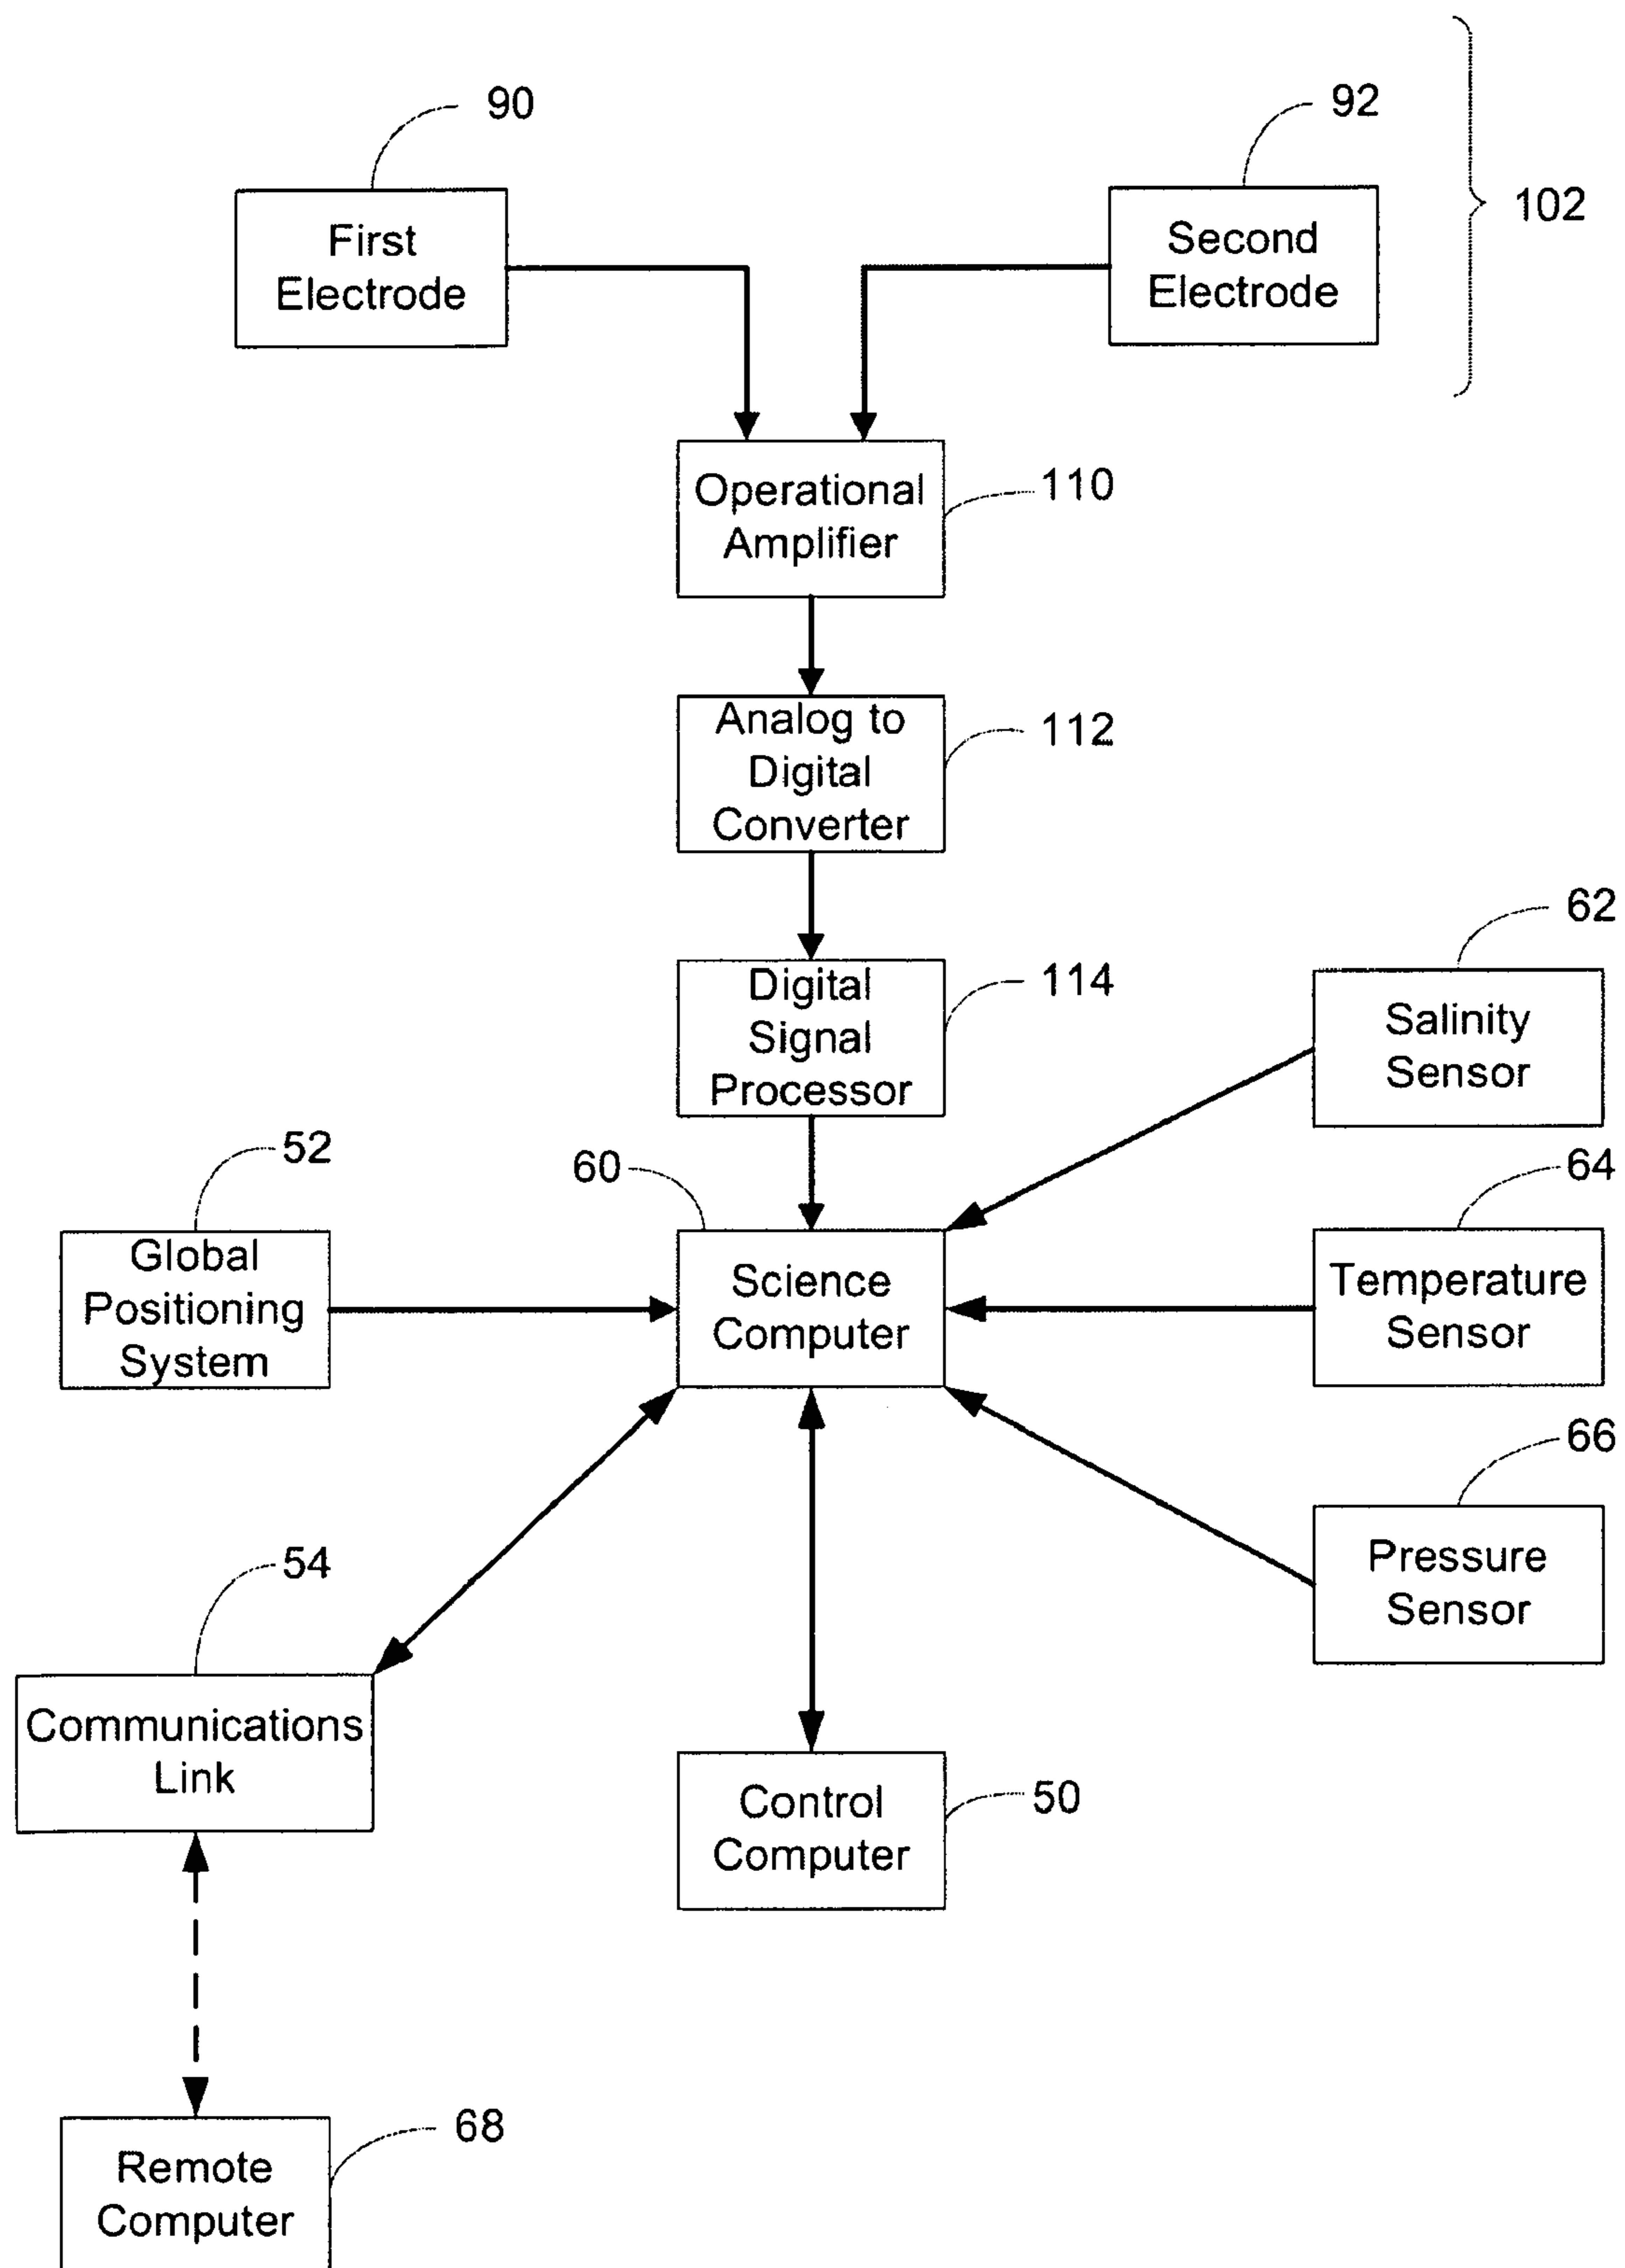 90
92
102
First
Electrode
Second
Electrode
Operational
Amplifier
110
Analog to
Digital
Converter
112
Digital
Signal
Processor
114
62
Salinity
Sensor
52
Global
Positioning
System
60
Science
Computer
64
Temperature
Sensor
66
Pressure
Sensor
54
Communications
Link
Control
Computer
50
68
Remote
Computer